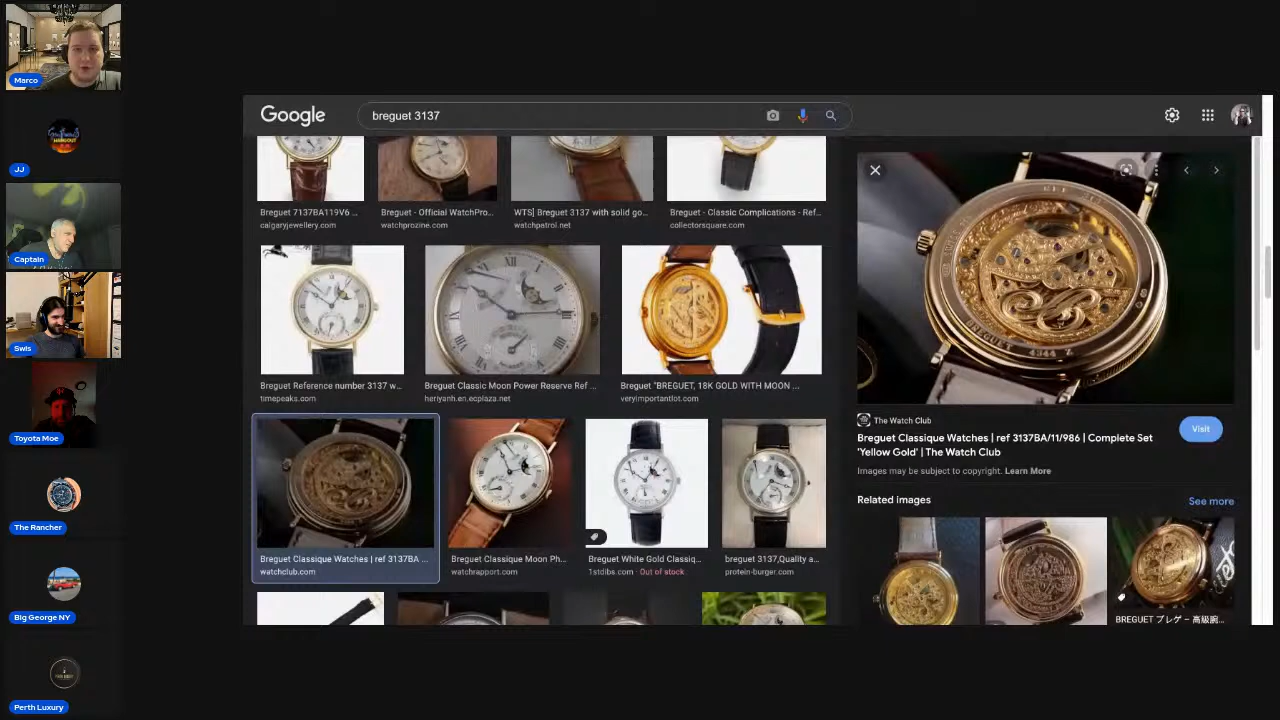 Marco
JJ
Captain
Swis
Toyota Moe
The Rancher
Big George NY
Perth Luxury
Google
breguet 3137
Breguet 7137BA119V6 ...
calgaryjewellery.com
Breguet - Official WatchPro...
watchprozine.com
WTS] Breguet 3137 with solid go...
watchpatrol.net
Breguet - Classic Complications - Ref...
collectorsquare.com
Breguet Reference number 3137 w...
timepeaks.com
Breguet Classic Moon Power Reserve Ref ...
heriyanh.en.ecplaza.net
Breguet "BREGUET, 18K GOLD WITH MOON ...
veryimportantlot.com
Breguet Classique Watches | ref 3137BA ...
watchclub.com
Breguet Classique Moon Ph...
watchrapport.com
Breguet White Gold Classiq...
1stdibs.com · Out of stock
breguet 3137,Quality a...
protein-burger.com
BREGUET 4344 Z
The Watch Club
Visit
Breguet Classique Watches | ref 3137BA/11/986 | Complete Set
'Yellow Gold' | The Watch Club
Images may be subject to copyright. Learn More
Related images
See more
BREGUET ブレゲ – 高級腕...